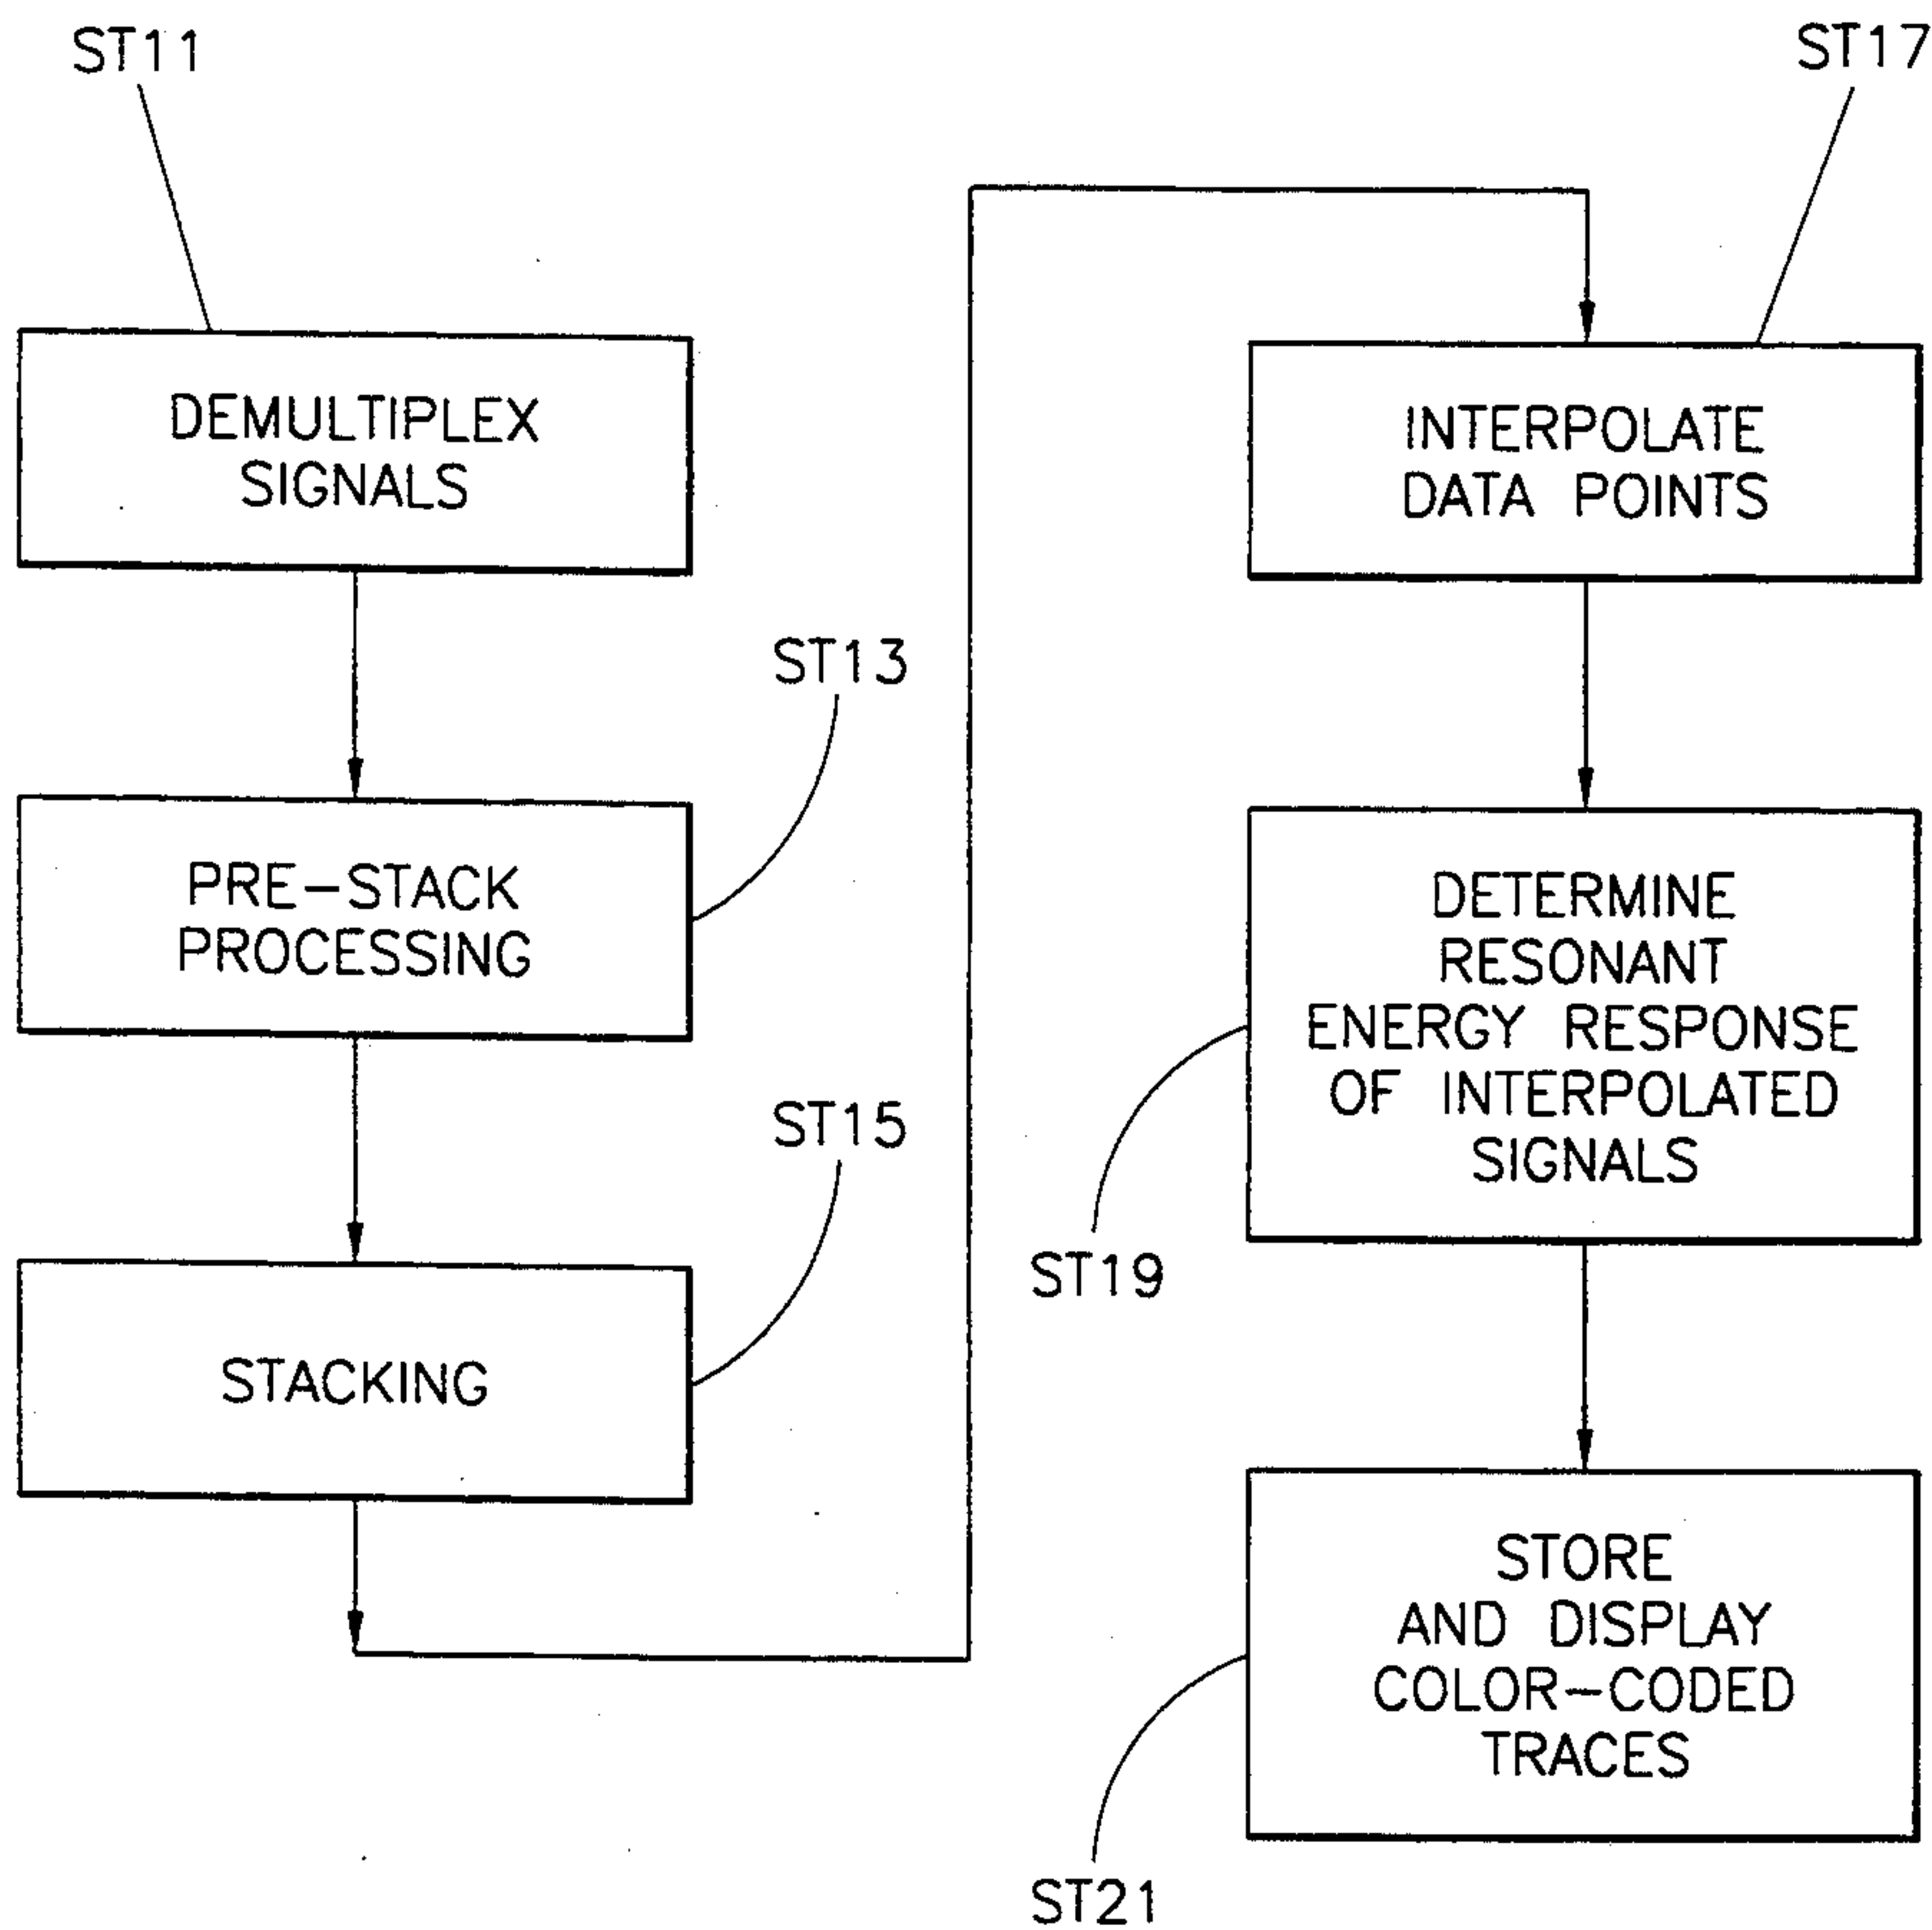 ST11
DEMULTIPLEX
SIGNALS
ST13
PRE-STACK
PROCESSING
ST15
STACKING
ST17
INTERPOLATE
DATA POINTS
ST19
DETERMINE
RESONANT
ENERGY RESPONSE
OF INTERPOLATED
SIGNALS
ST21
STORE
AND DISPLAY
COLOR-CODED
TRACES